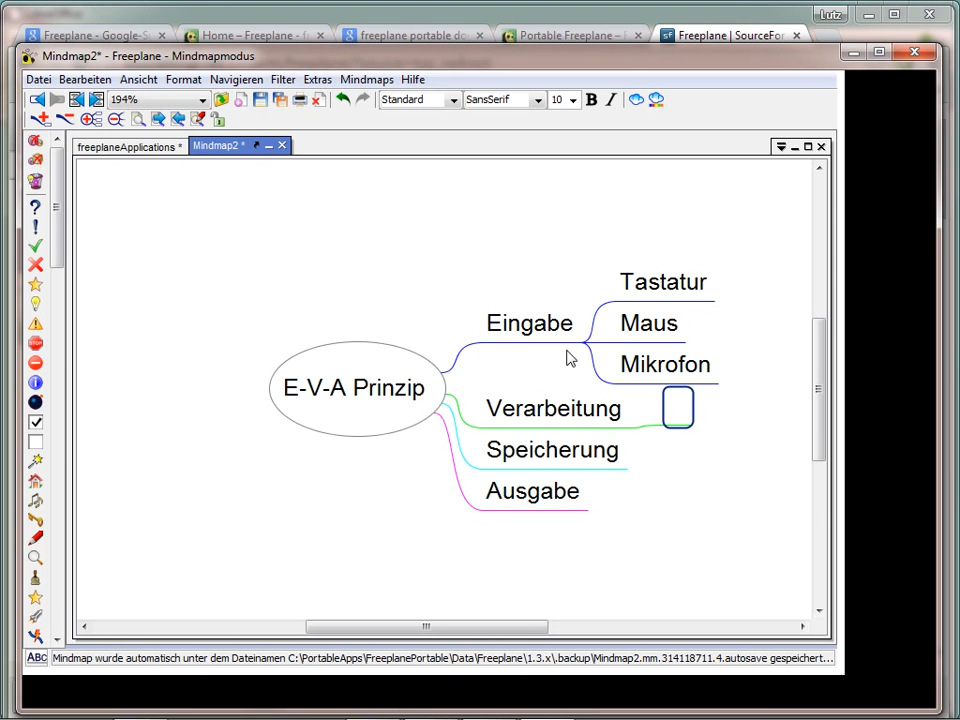 Lutz
Freeplane - Google-S
Home – Freeplane - f
freeplane portable do
Portable Freeplane –
Freeplane | SourceFor
Mindmap2* - Freeplane - Mindmapmodus
Datei Bearbeiten Ansicht Format Navigieren Filter Extras Mindmaps Hilfe
194% Standard SansSerif 10 B I
freeplaneApplications * Mindmap2 *
Tastatur
Eingabe
Maus
Mikrofon
E-V-A Prinzip
Verarbeitung
Speicherung
Ausgabe
ABC Mindmap wurde automatisch unter dem Dateinamen C:\PortableApps\FreeplanePortable\Data\Freeplane\1.3.x\.backup\Mindmap2.mm.314118711.4.autosave gespeichert...